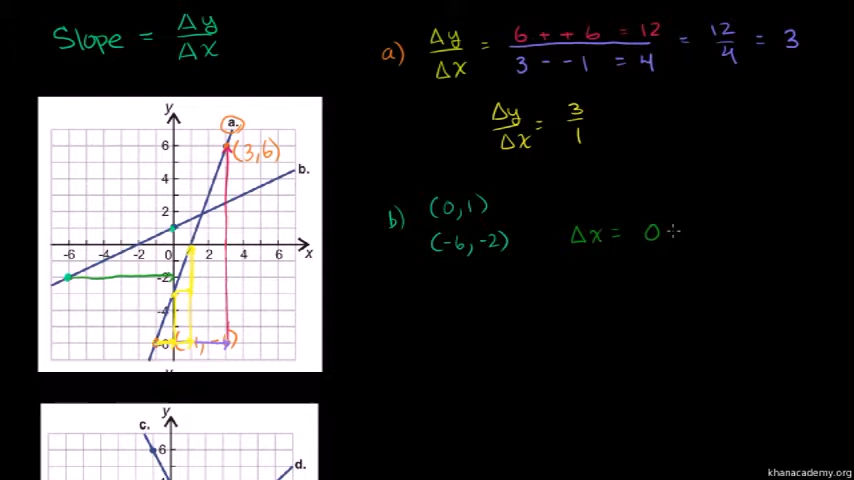 Slope = Δy/Δx
a) Δy/Δx = 6 + + 6 = 12 / 3 - - 1 = 4 = 12/4 = 3
Δy/Δx = 3/1
b) (0,1)
(-6,-2)
Δx = 0
y
a.
(3,6)
b.
6
4
2
-6 -4 -2 0 2 4 6 x
-2
-4
y
c.
6
d.
khanacademy.org